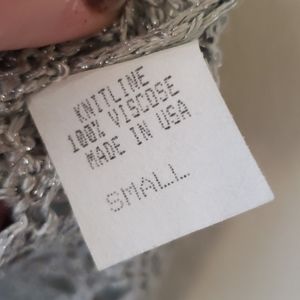 KNITLINE
100% VISCOSE
MADE IN USA
SMALL